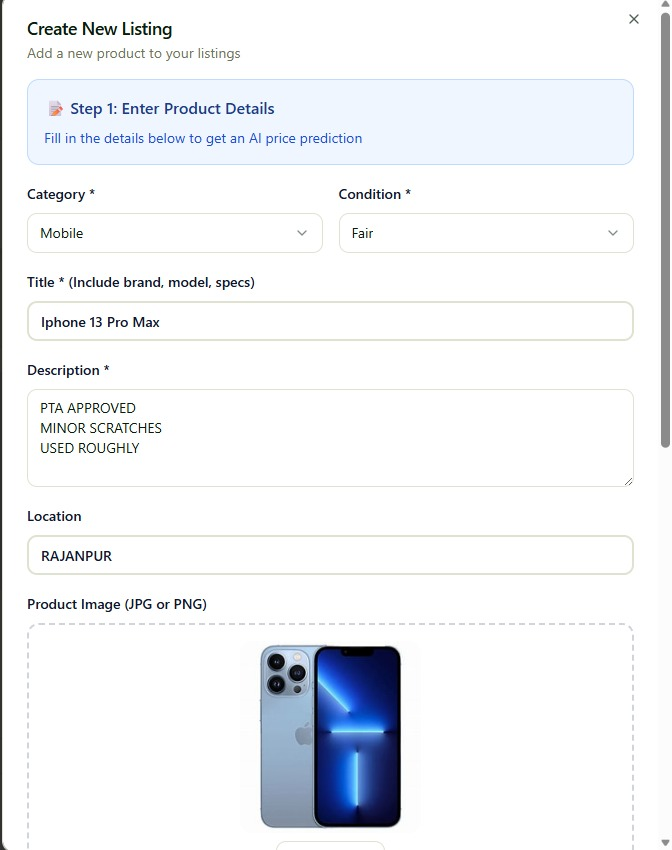 Create New Listing
Add a new product to your listings
Step 1: Enter Product Details
Fill in the details below to get an AI price prediction
Category * Condition *
Mobile Fair
Title * (Include brand, model, specs)
Iphone 13 Pro Max
Description *
PTA APPROVED
MINOR SCRATCHES
USED ROUGHLY
Location
RAJANPUR
Product Image (JPG or PNG)